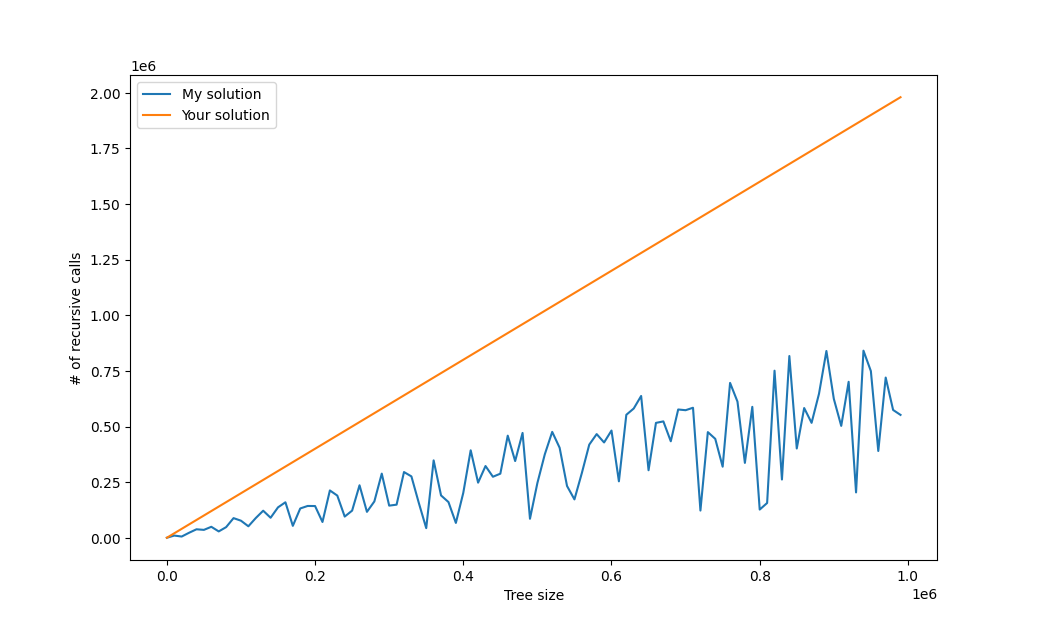 1e6
My solution
Your solution
2.00
1.75
1.50
1.25
1.00
0.75
0.50
0.25
0.00
# of recursive calls
0.0 0.2 0.4 0.6 0.8 1.0
Tree size
1e6